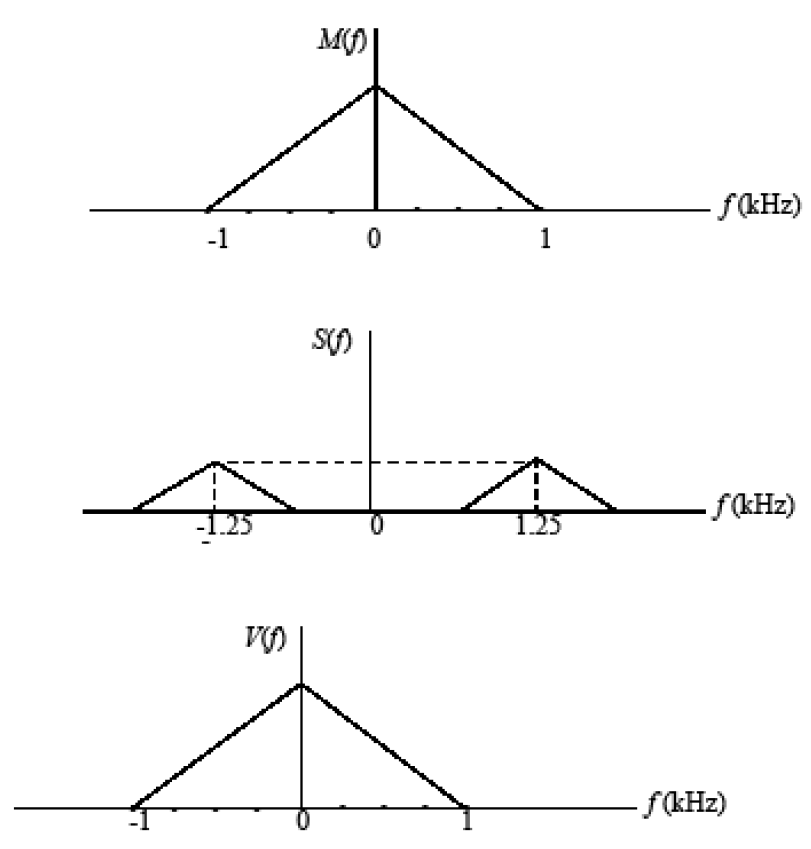 M(f)
f (kHz)
-1 0 1
S(f)
f (kHz)
-1.25 0 1.25
V(f)
f (kHz)
-1 0 1